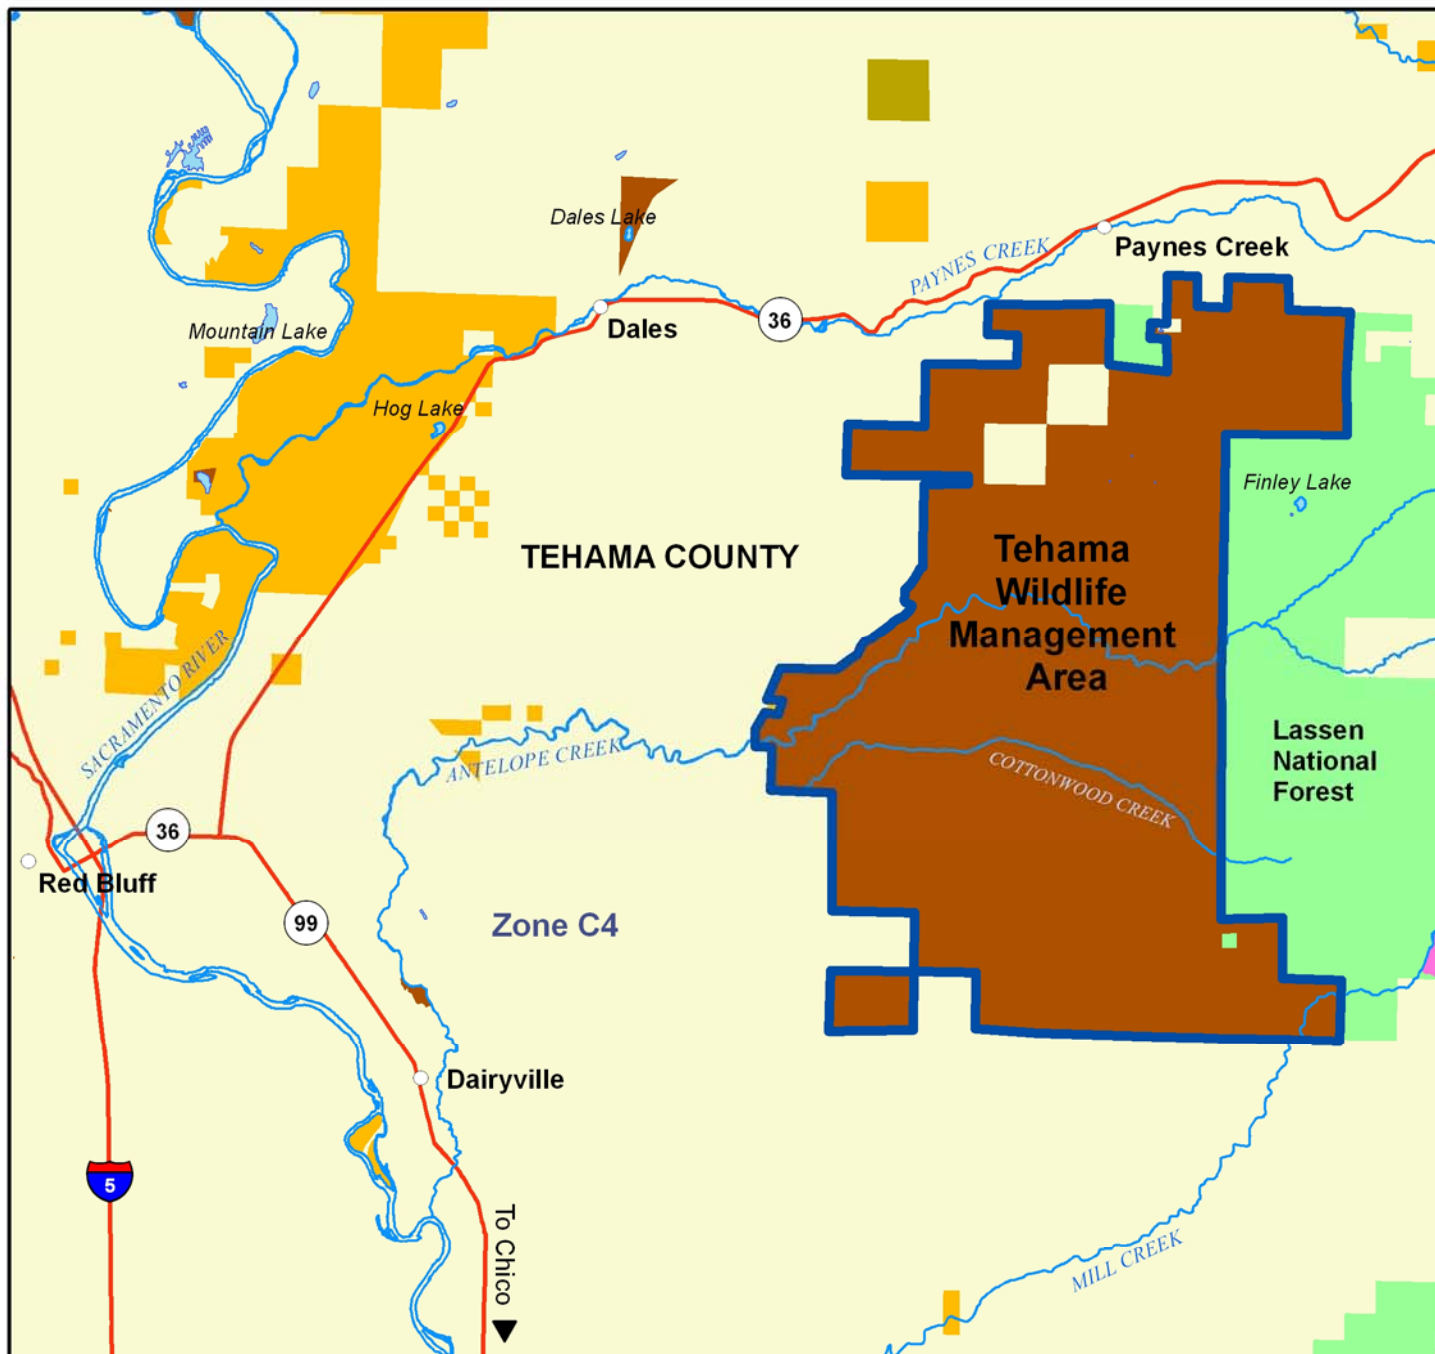 Dales Lake
PAYNES CREEK
Paynes Creek
Mountain Lake
Dales
36
Hog Lake
Finley Lake
TEHAMA COUNTY
Tehama
Wildlife
Management
Area
SACRAMENTO RIVER
ANTELOPE CREEK
COTTONWOOD CREEK
Lassen
National
Forest
36
Red Bluff
99
Zone C4
Dairyville
5
To Chico
MILL CREEK